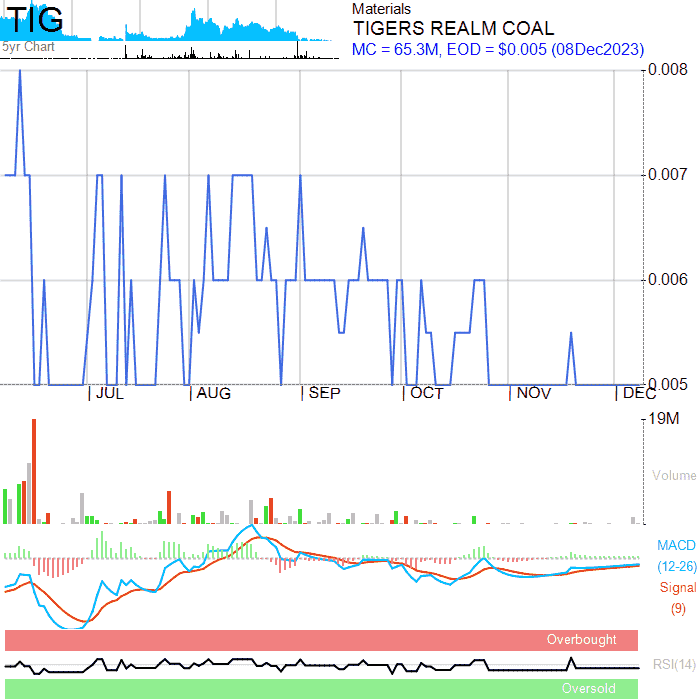 TIG
5yr Chart
Materials
TIGERS REALM COAL
MC = 65.3M, EOD = $0.005 (08Dec2023)
0.008
0.007
0.006
0.005
JUL AUG SEP OCT NOV DEC
19M
Volume
MACD
(12-26)
Signal
(9)
Overbought
RSI(14)
Oversold